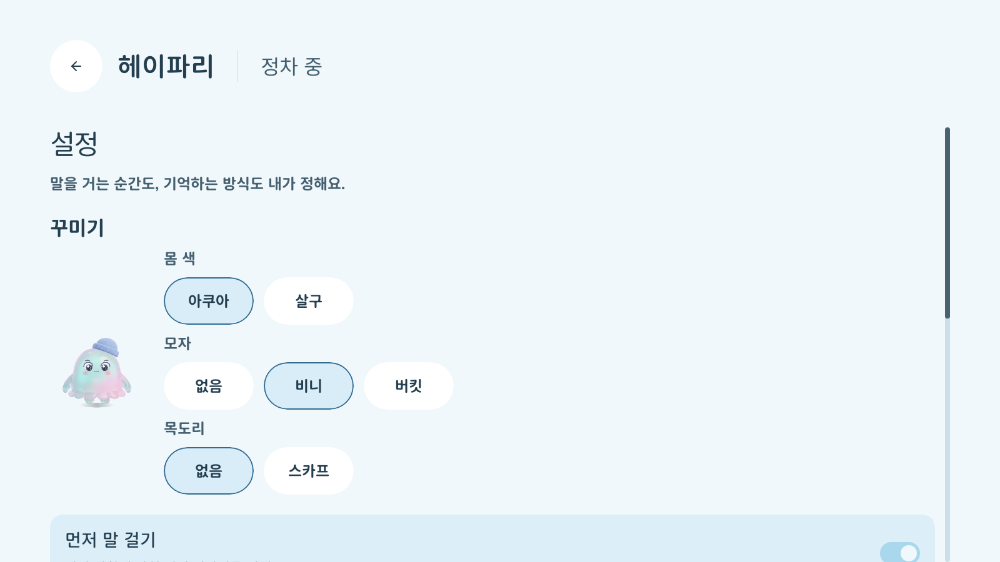 헤이파리
정차 중
설정
말을 거는 순간도, 기억하는 방식도 내가 정해요.
꾸미기
몸 색
아쿠아
살구
모자
없음
비니
버킷
목도리
없음
스카프
먼저 말 걸기